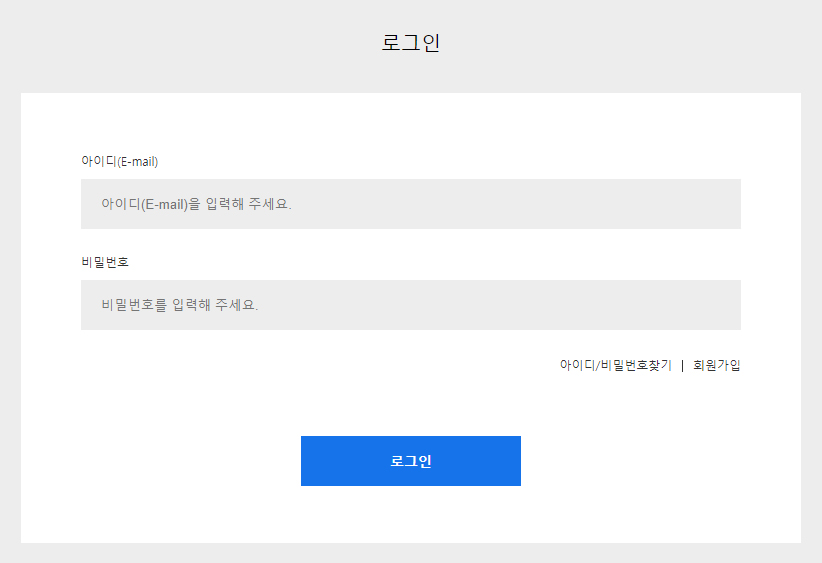 로그인
아이디(E-mail)
아이디(E-mail)을 입력해 주세요.
비밀번호
비밀번호를 입력해 주세요.
아이디/비밀번호찾기 | 회원가입
로그인